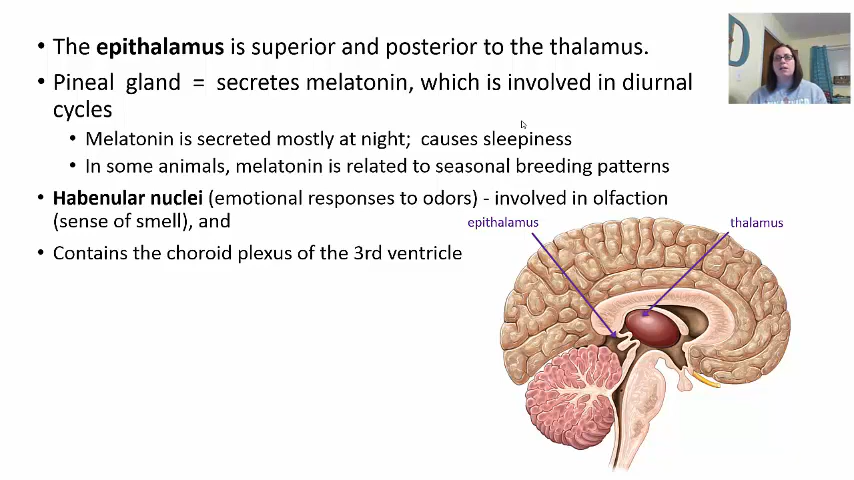 • The epithalamus is superior and posterior to the thalamus.
• Pineal gland = secretes melatonin, which is involved in diurnal
cycles
• Melatonin is secreted mostly at night; causes sleepiness
• In some animals, melatonin is related to seasonal breeding patterns
• Habenular nuclei (emotional responses to odors) - involved in olfaction
(sense of smell), and
• Contains the choroid plexus of the 3rd ventricle
epithalamus
thalamus